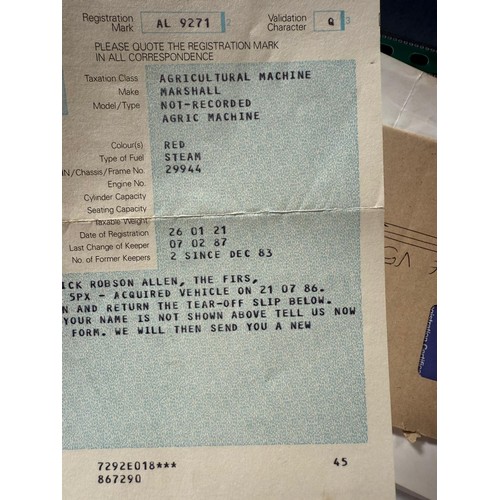 Registration Mark AL 9271 2 Validation Character Q 3
PLEASE QUOTE THE REGISTRATION MARK
IN ALL CORRESPONDENCE
Taxation Class AGRICULTURAL MACHINE
Make MARSHALL
Model/Type NOT-RECORDED
AGRIC MACHINE
Colour(s) RED
Type of Fuel STEAM
/Chassis/Frame No. 29944
Engine No.
Cylinder Capacity
Seating Capacity
Taxable Weight
Date of Registration 26 01 21
Last Change of Keeper 07 02 87
No. of Former Keepers 2 SINCE DEC 83
ICK ROBSON ALLEN, THE FIRS,
5PX - ACQUIRED VEHICLE ON 21 07 86.
N AND RETURN THE TEAR-OFF SLIP BELOW.
YOUR NAME IS NOT SHOWN ABOVE TELL US NOW
FORM. WE WILL THEN SEND YOU A NEW
7292E018*** 45
867290